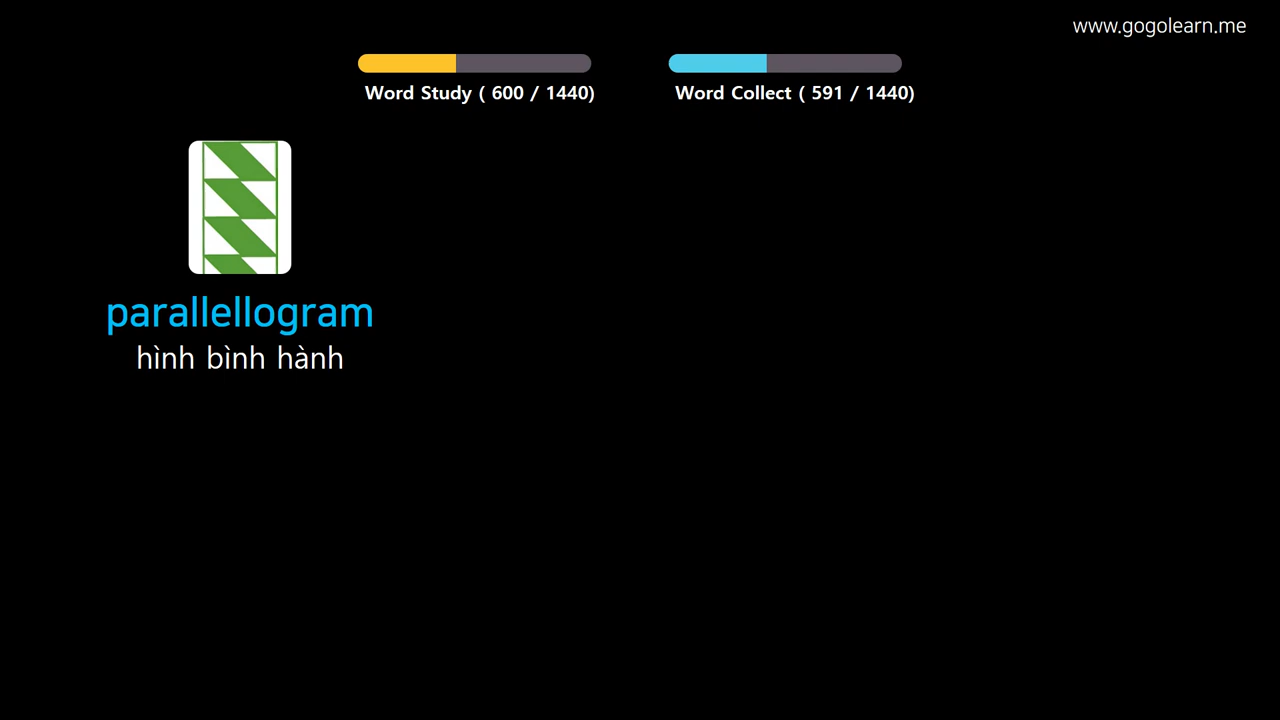 www.gogolearn.me
Word Study ( 600 / 1440)
Word Collect ( 591 / 1440)
parallellogram
hình bình hành